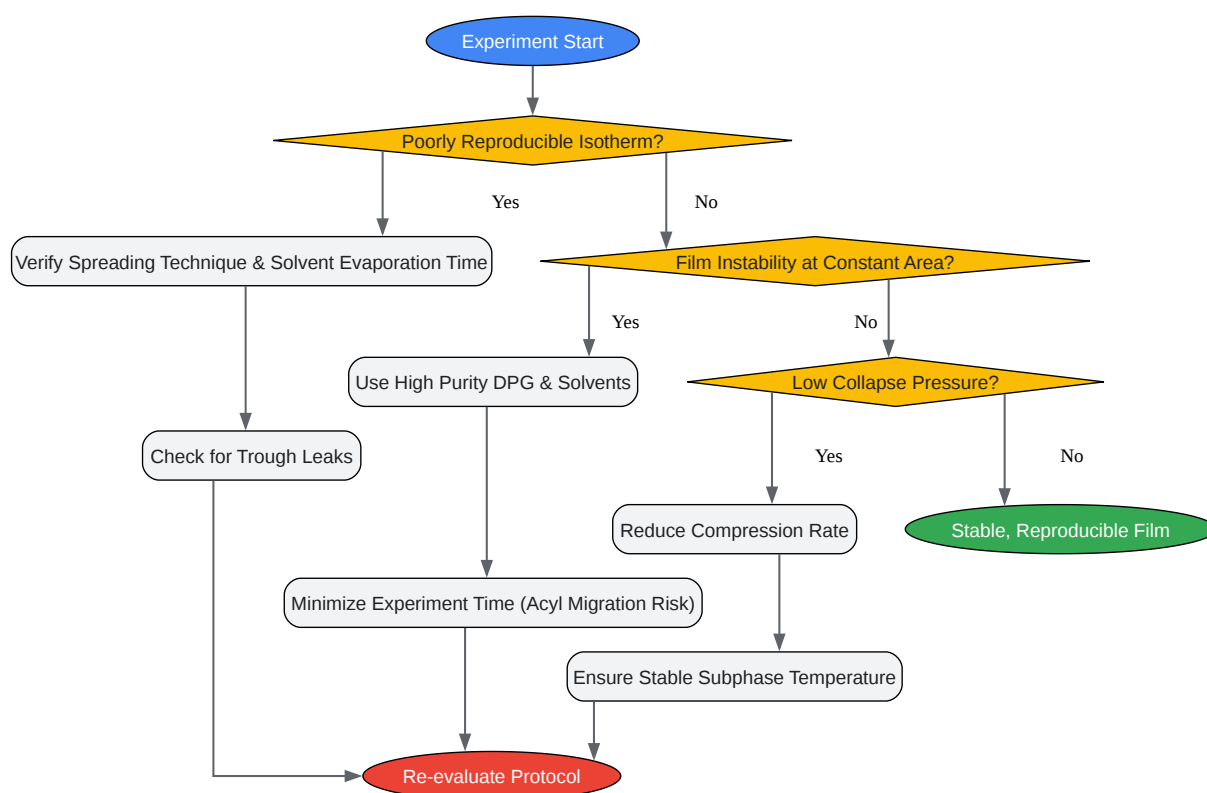 Experiment Start
Poorly Reproducible Isotherm?
Yes
No
Verify Spreading Technique & Solvent Evaporation Time
Film Instability at Constant Area?
Yes
No
Use High Purity DPG & Solvents
Low Collapse Pressure?
Check for Trough Leaks
Yes
No
Reduce Compression Rate
Stable, Reproducible Film
Minimize Experiment Time (Acyl Migration Risk)
Ensure Stable Subphase Temperature
Re-evaluate Protocol